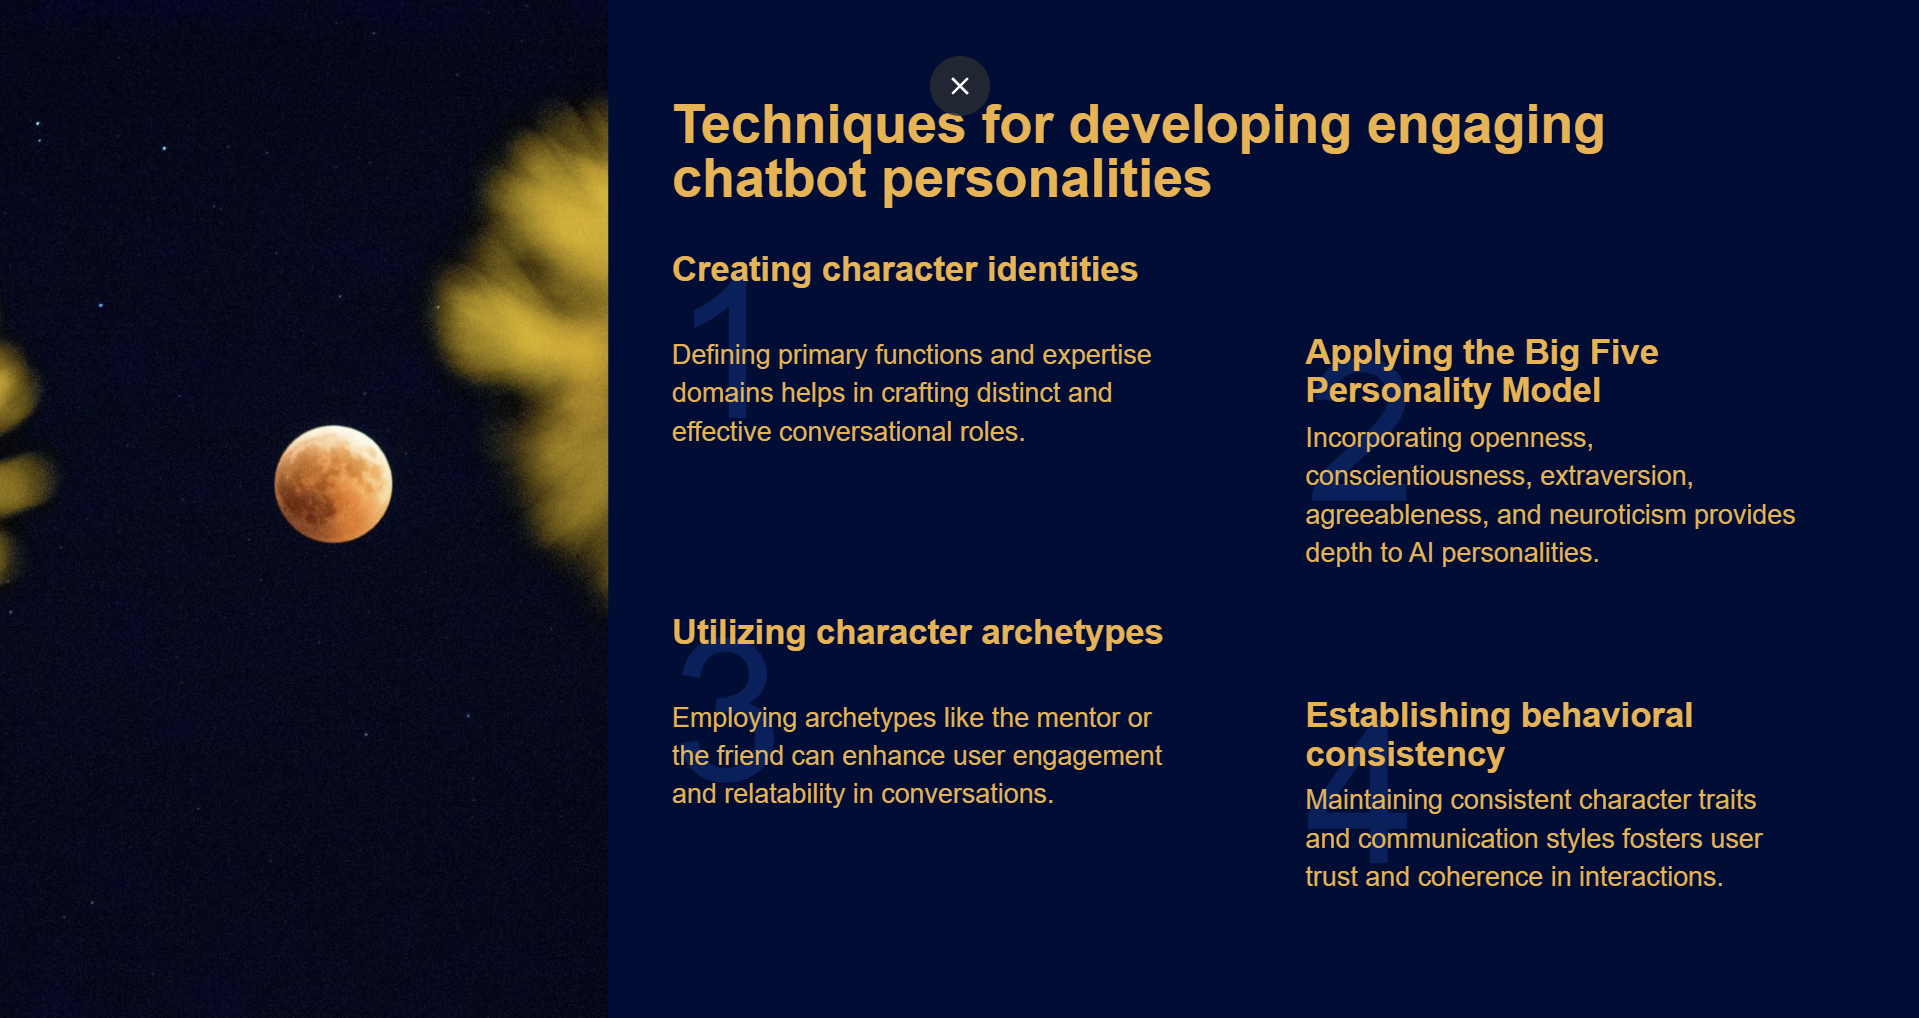 Techniques for developing engaging
chatbot personalities
Creating character identities
1
Defining primary functions and expertise
domains helps in crafting distinct and
effective conversational roles.
Applying the Big Five
Personality Model
2
Incorporating openness,
conscientiousness, extraversion,
agreeableness, and neuroticism provides
depth to AI personalities.
Utilizing character archetypes
3
Employing archetypes like the mentor or
the friend can enhance user engagement
and relatability in conversations.
Establishing behavioral
consistency
4
Maintaining consistent character traits
and communication styles fosters user
trust and coherence in interactions.